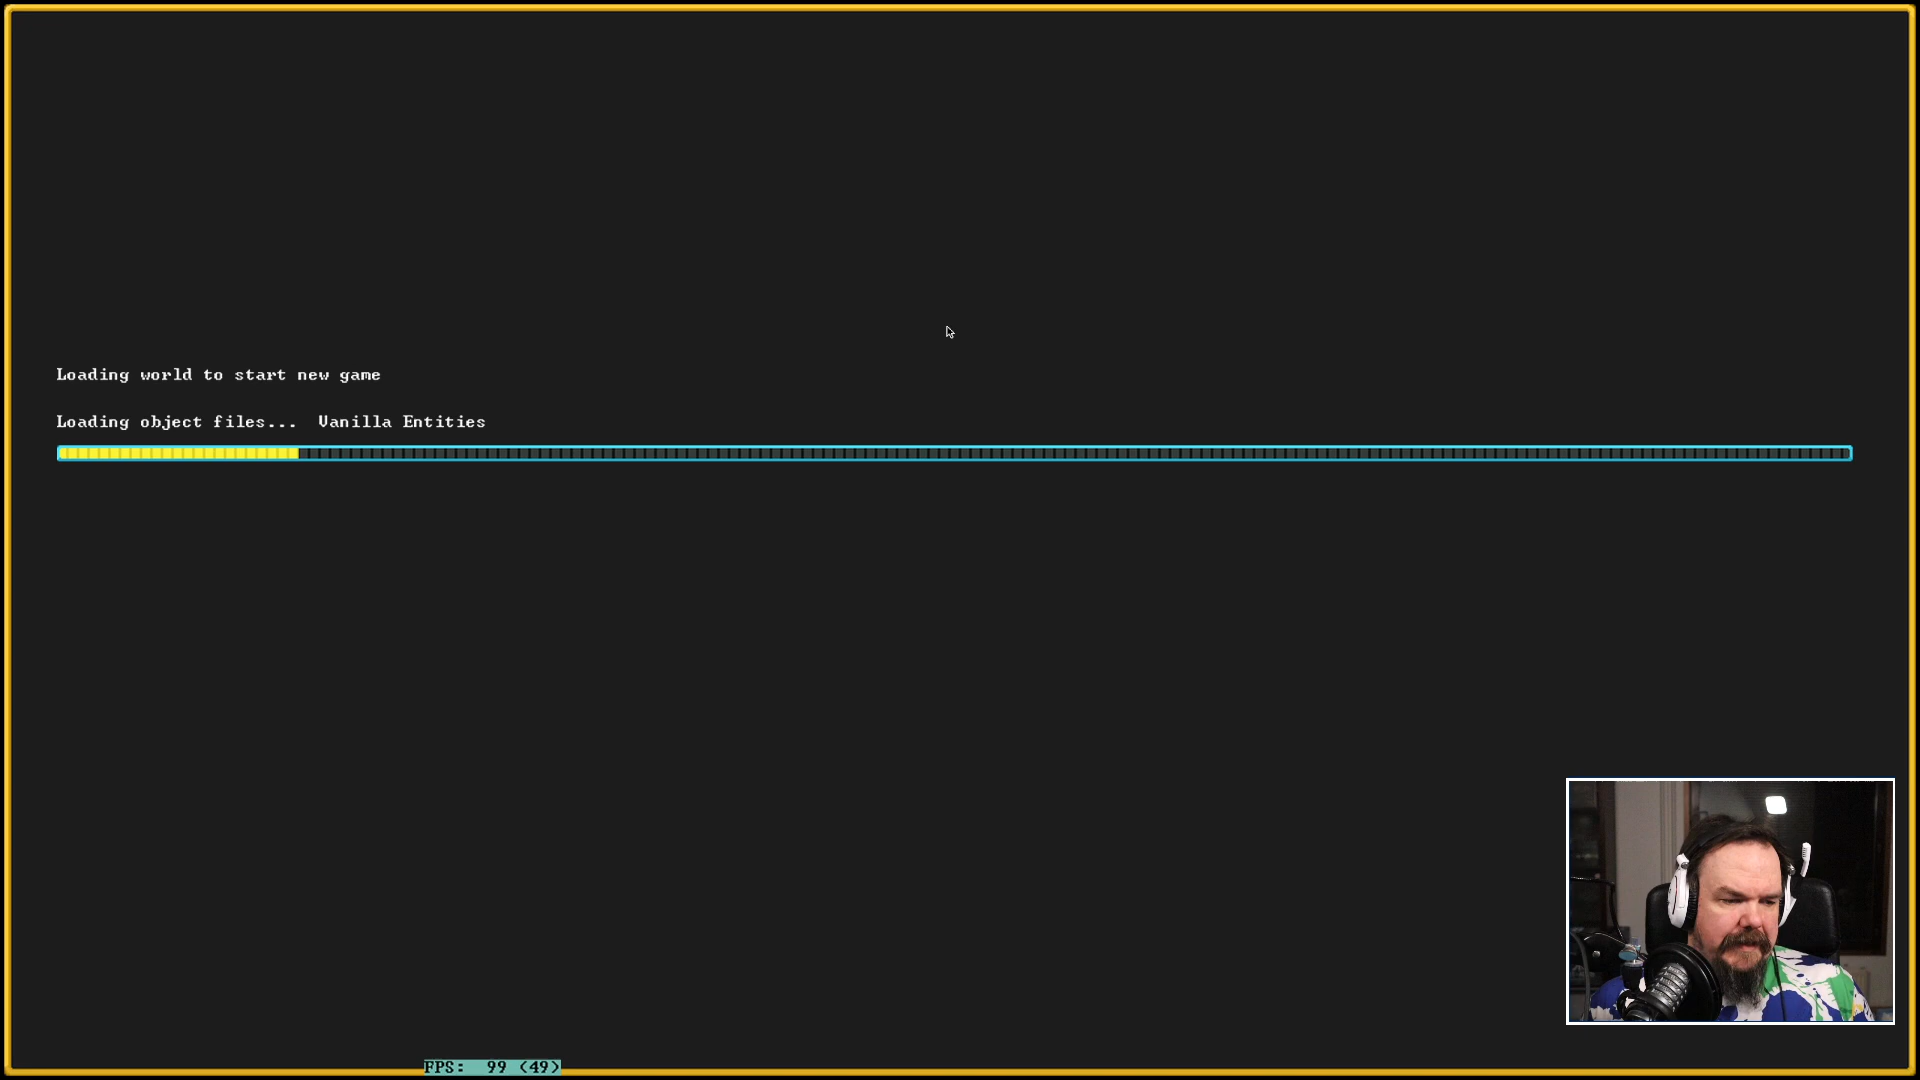 Loading world to start new game
Loading object files... Vanilla Entities
FPS: 99 (49)